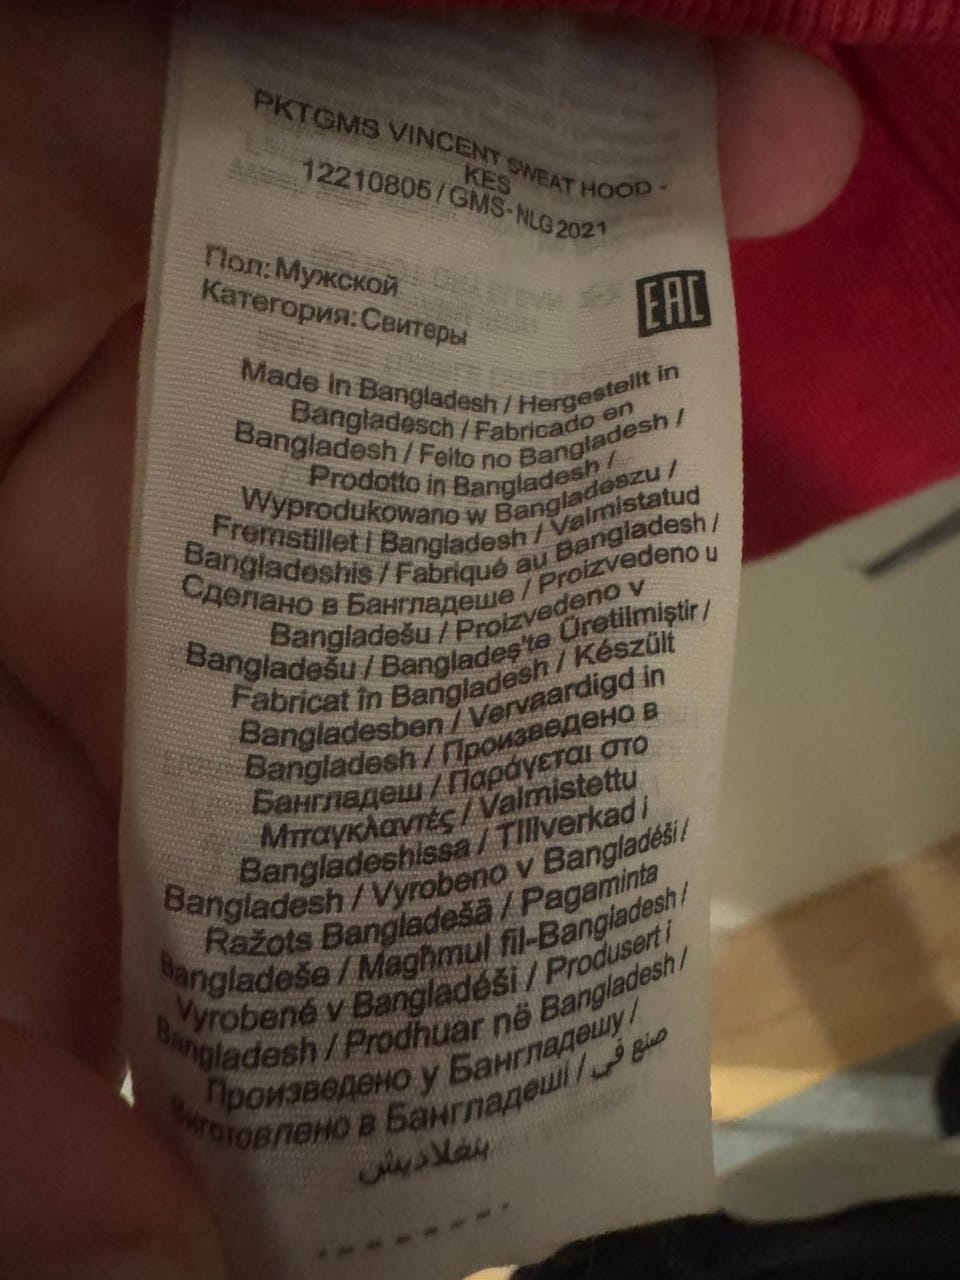 PKTGMS VINCENT SWEAT HOOD -
KES
12210805 / GMS-NLG 2021
Пол: Мужской
Категория: Свитеры
EAC
Made in Bangladesh / Hergestellt in
Bangladesch / Fabricado en
Bangladesh / Feito no Bangladesh /
Prodotto in Bangladesh /
Wyprodukowano w Bangladeszu /
Fremstillet i Bangladesh / Valmistatud
Bangladeshis / Fabriqué au Bangladesh /
Сделано в Бангладеше / Proizvedeno u
Bangladešu / Proizvedeno v
Bangladešu / Bangladeş'te Üretilmiştir /
Fabricat în Bangladesh / Készült
Bangladesben / Vervaardigd in
Bangladesh / Произведено в
Бангладеш / Παράγεται στο
Μπαγκλαντές / Valmistettu
Bangladeshissa / Tillverkad i
Bangladesh / Vyrobeno v Bangladéši /
Ražots Bangladešā / Pagaminta
Bangladeše / Magħmul fil-Bangladesh /
Vyrobené v Bangladéši / Produsert i
Bangladesh / Prodhuar në Bangladesh /
Произведено у Бангладешу /
Виготовлено в Бангладеші / صنع في
بنغلاديش